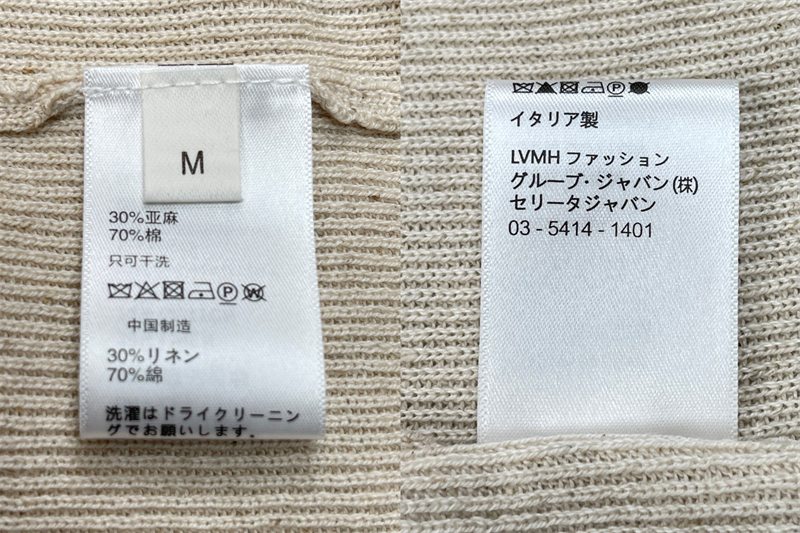 M
30%亚麻
70%棉
只可干洗
中国制造
30%リネン
70%綿
洗濯はドライクリーニン
グでお願いします。
イタリア製
LVMH ファッション
グループ・ジャパン(株)
セリータジャパン
03 - 5414 - 1401